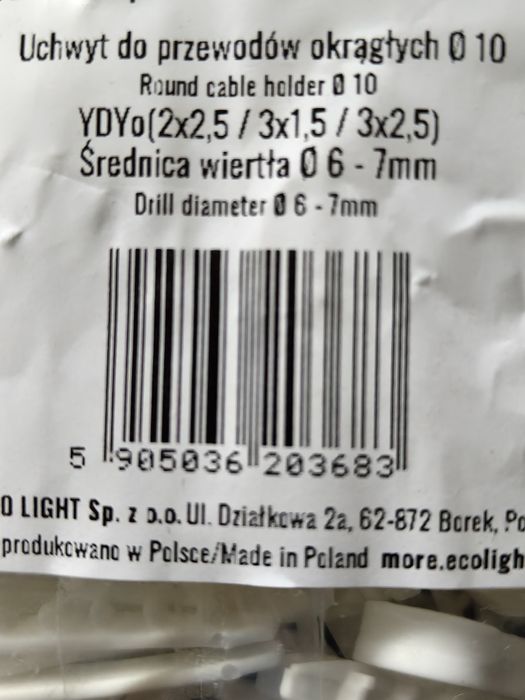 Uchwyt do przewodów okrągłych Ø 10
Round cable holder Ø 10
YDYo(2x2,5 / 3x1,5 / 3x2,5)
Średnica wiertła Ø 6 - 7mm
Drill diameter Ø 6 - 7mm
5 905036 203683
O LIGHT Sp. z o.o. Ul. Działkowa 2a, 62-872 Borek, Po
produkowano w Polsce/Made in Poland more.ecoligh